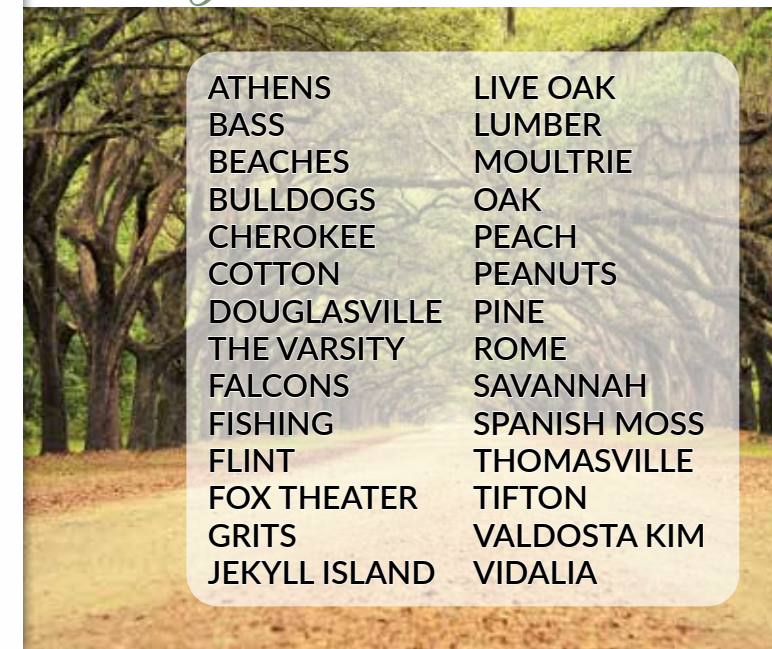 ATHENS
BASS
BEACHES
BULLDOGS
CHEROKEE
COTTON
DOUGLASVILLE
THE VARSITY
FALCONS
FISHING
FLINT
FOX THEATER
GRITS
JEKYLL ISLAND
LIVE OAK
LUMBER
MOULTRIE
OAK
PEACH
PEANUTS
PINE
ROME
SAVANNAH
SPANISH MOSS
THOMASVILLE
TIFTON
VALDOSTA KIM
VIDALIA